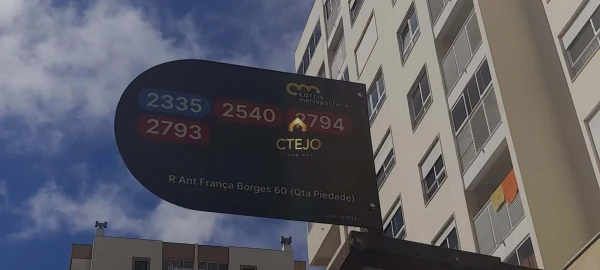 carris
metropolitana
2335 2540 2794
2793
CTEJO
R Ant França Borges 60 (Qta Piedade)